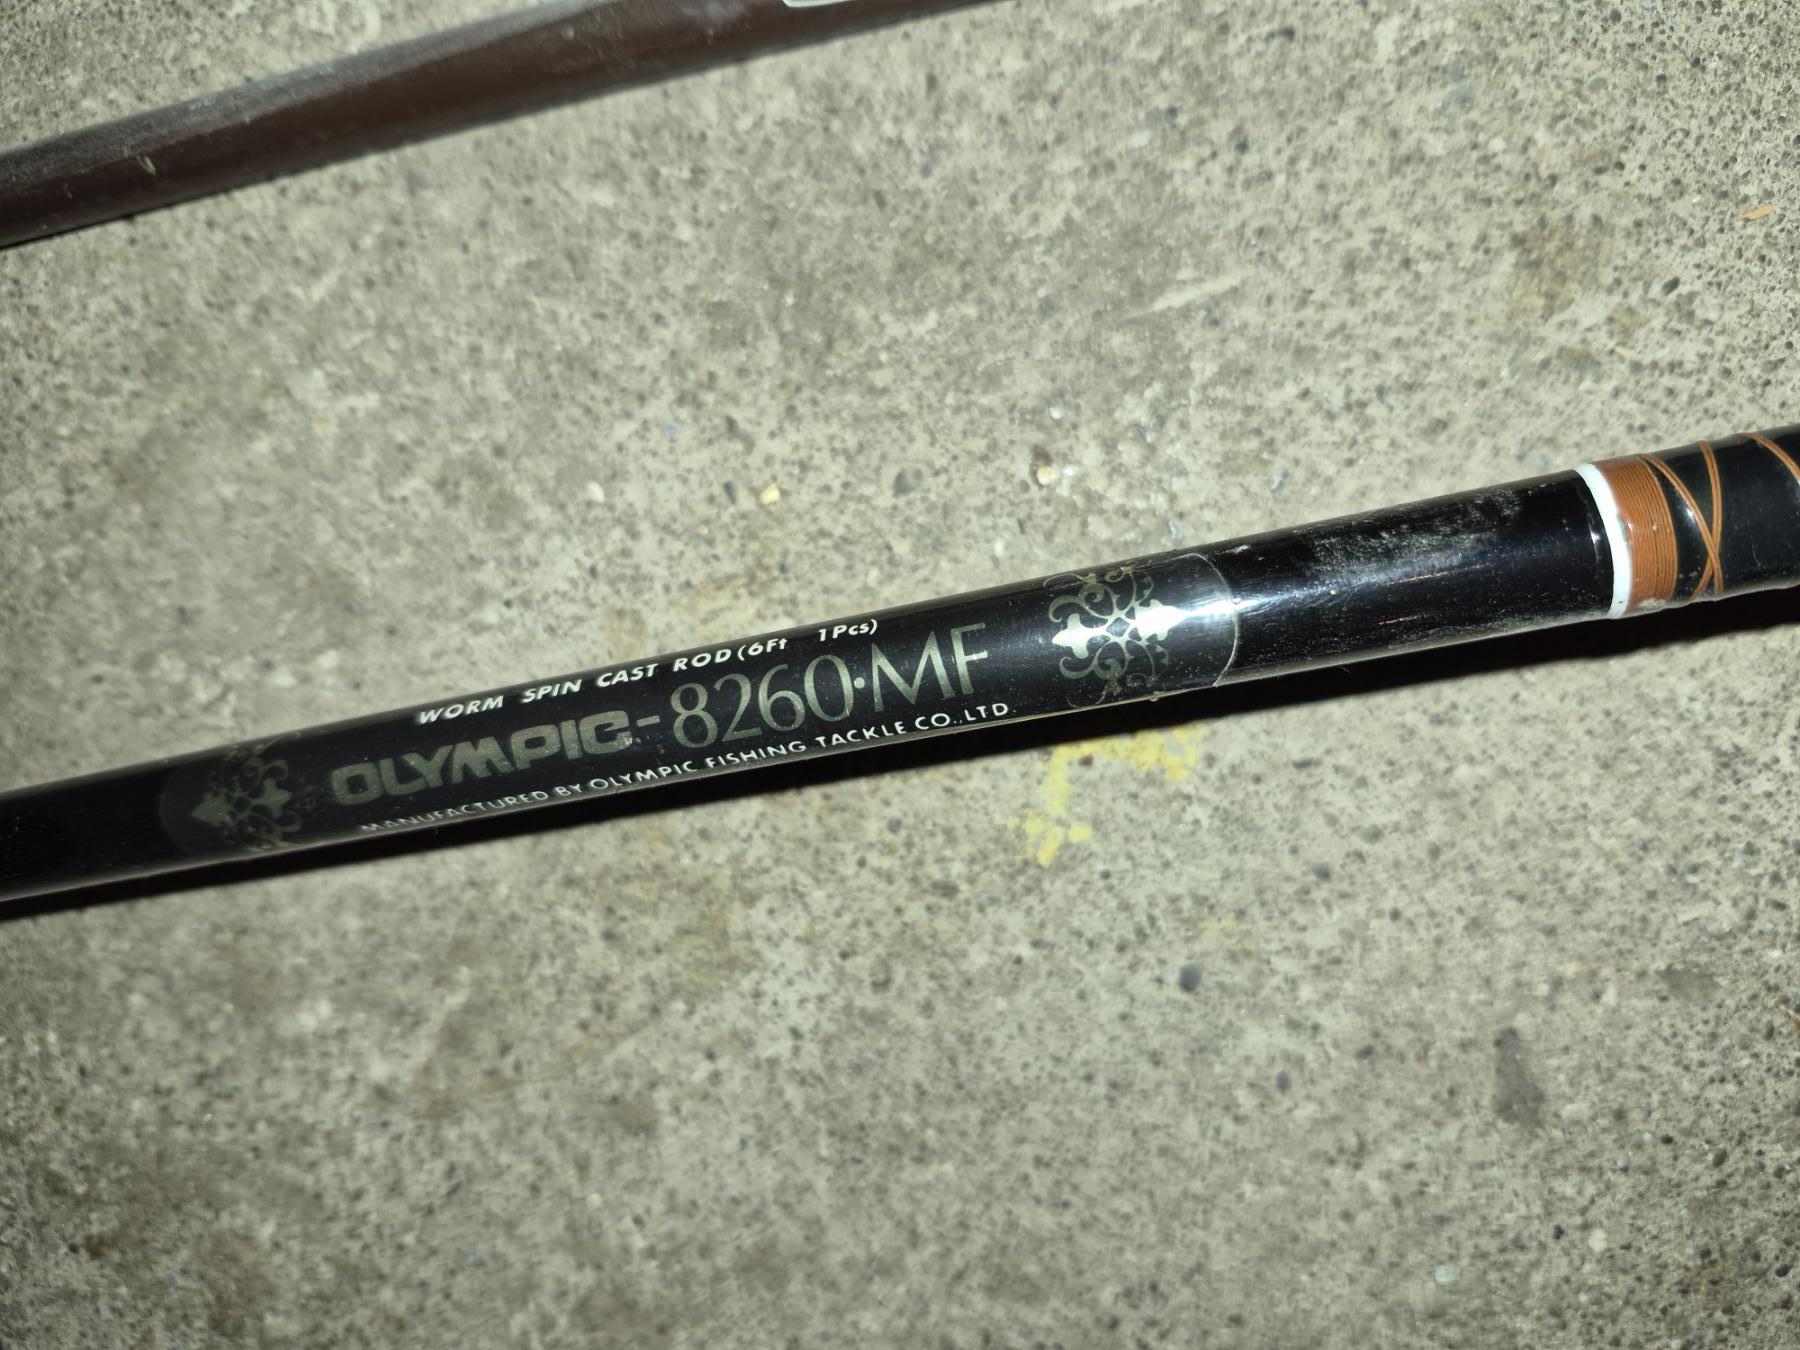 WORM SPIN CAST ROD (6Ft 1Pcs)
OLYMPIC-8260·MF
MANUFACTURED BY OLYMPIC FISHING TACKLE CO.,LTD.